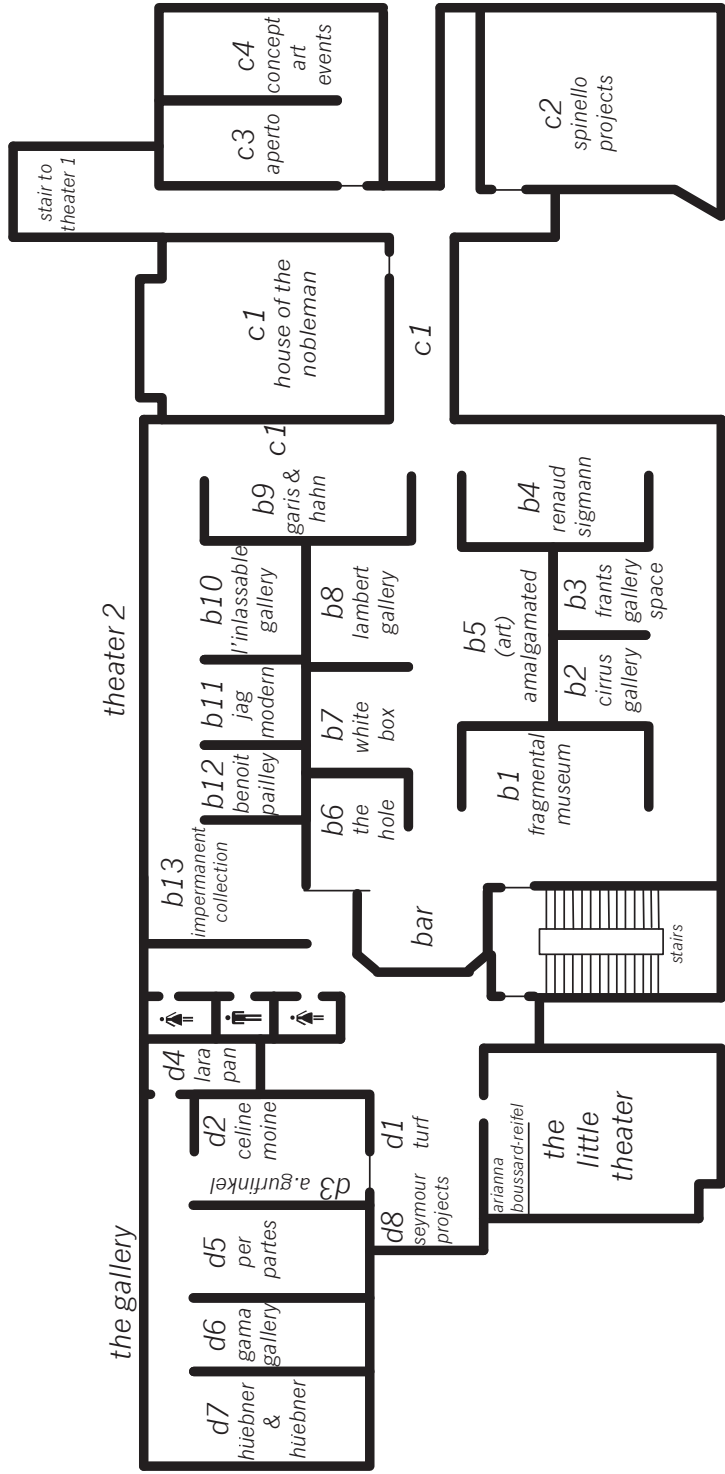 the gallery
theater 2
stair to
theater 1
d7
hüebner
&
hüebner
d6
gama
gallery
d5
per
partes
d3 a.gurfinkel
d2
celine
moine
d4
lara
pan
d8
seymour
projects
d1
turf
arianna
boussard-reifel
the
little
theater
b13
impermanent
collection
b12
benoit
pailley
b11
jag
modern
b10
l'inlassable
gallery
b9
garis &
hahn
c1
b6
the
hole
b7
white
box
b8
lambert
gallery
bar
stairs
b1
fragmental
museum
b5
(art)
amalgamated
b2
cirrus
gallery
b3
frants
gallery
space
b4
renaud
sigmann
c1
house of the
nobleman
c1
c3
aperto
c4
concept
art
events
c2
spinello
projects